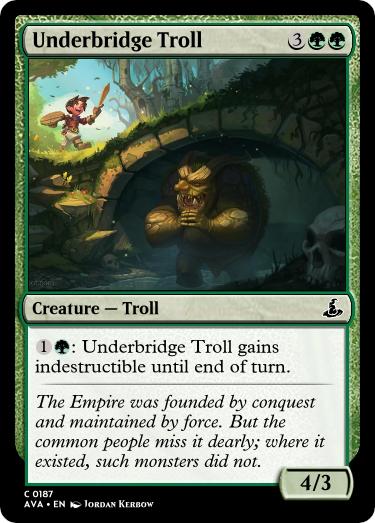 Underbridge Troll 3
Creature — Troll
1 : Underbridge Troll gains
indestructible until end of turn.
The Empire was founded by conquest
and maintained by force. But the
common people miss it dearly; where it
existed, such monsters did not.
4/3
C 0187
AVA • EN Jordan Kerbow